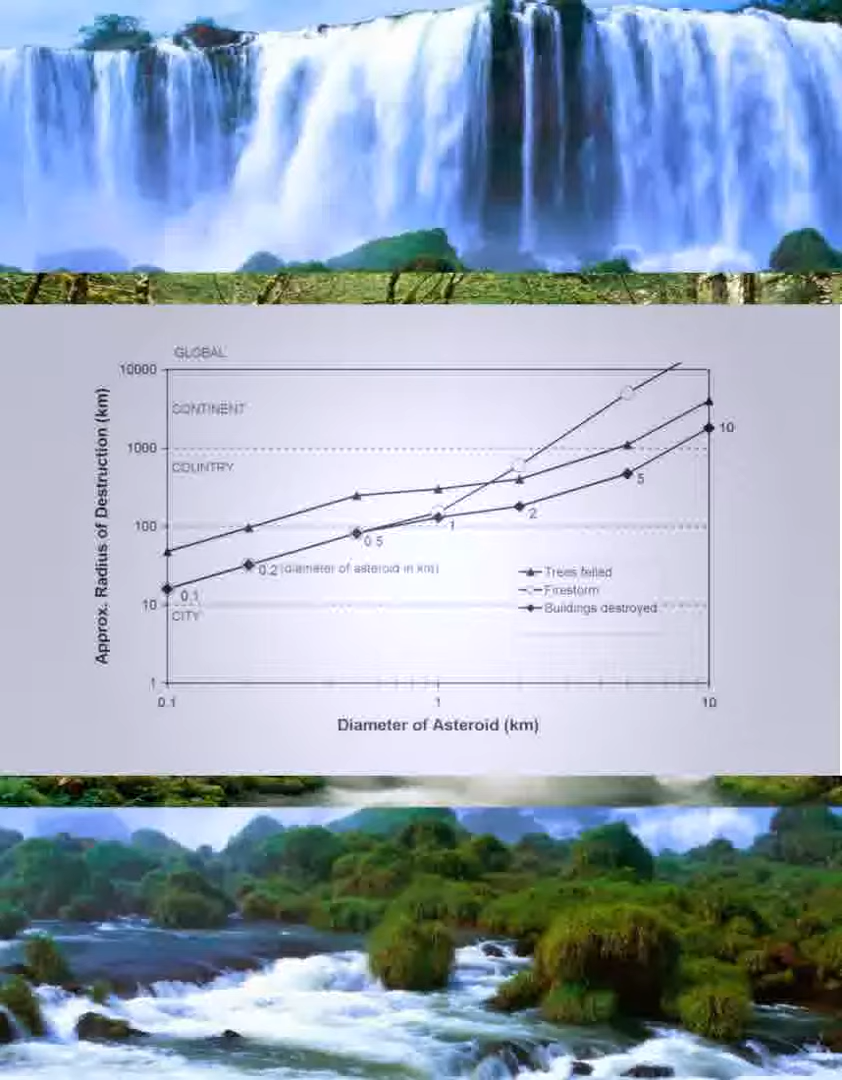 GLOBAL
10000
CONTINENT
1000
COUNTRY
100
10
CITY
1
Approx. Radius of Destruction (km)
0.1
0.2 (diameter of asteroid in km)
0.5
1
2
5
10
Trees felled
Firestorm
Buildings destroyed
0.1
1
10
Diameter of Asteroid (km)